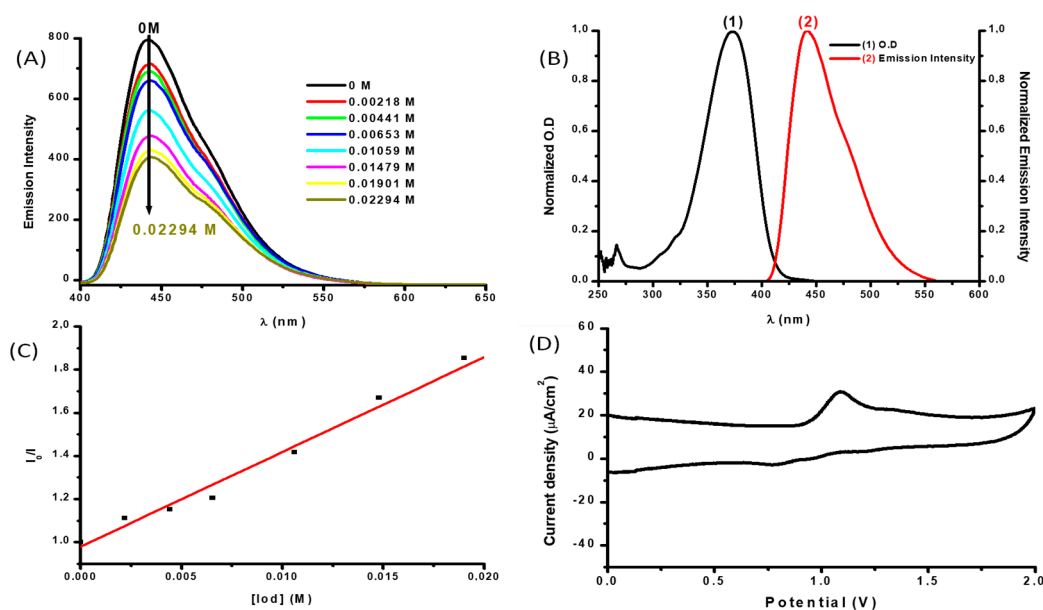 (A)
0M
800
600
400
200
0
Emission Intensity
0 M
0.00218 M
0.00441 M
0.00653 M
0.01059 M
0.01479 M
0.01901 M
0.02294 M
0.02294 M
400
450
500
550
600
650
λ (nm)
(B)
(1)
(2)
1,0
0,8
0,6
0,4
0,2
0,0
Normalized O.D
(1) O.D
(2) Emission Intensity
1,0
0,8
0,6
0,4
0,2
0,0
Normalized Emission Intensity
250
300
350
400
450
500
550
600
λ (nm)
(C)
2,0
1.8
1.6
1.4
1.2
1.0
0.8
I0/I
0.000
0.005
0.010
0.015
0.020
[Iod] (M)
(D)
60
40
20
0
-20
-40
Current density (µA/cm²)
0.0
0.5
1.0
1.5
2.0
Potential (V)